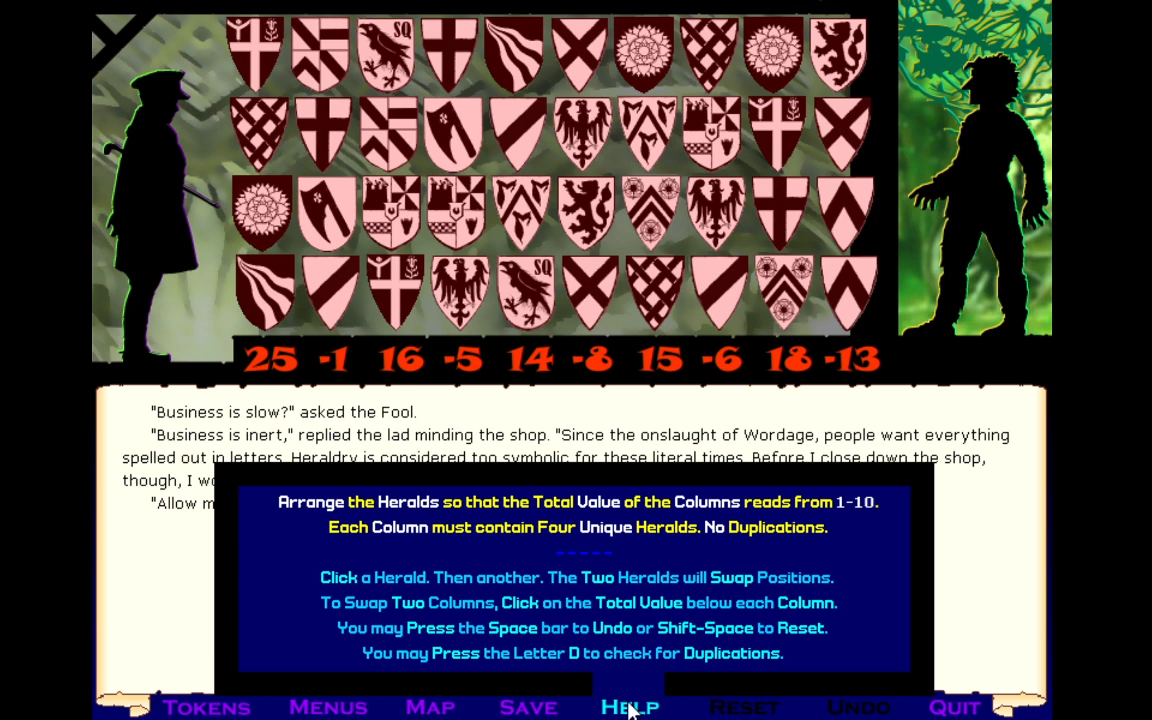 SQ
SQ
25 -1 16 -5 14 -8 15 -6 18 -13
"Business is slow?" asked the Fool.
"Business is inert," replied the lad minding the shop. "Since the onslaught of Wordage, people want everything
spelled out in letters. Heraldry is considered too symbolic for these literal times. Before I close down the shop,
though, I wo
"Allow m
Arrange the Heralds so that the Total Value of the Columns reads from 1-10.
Each Column must contain Four Unique Heralds. No Duplications.
- - - - -
Click a Herald. Then another. The Two Heralds will Swap Positions.
To Swap Two Columns, Click on the Total Value below each Column.
You may Press the Space bar to Undo or Shift-Space to Reset.
You may Press the Letter D to check for Duplications.
TOKENS MENUS MAP SAVE HELP RESET UNDO QUIT